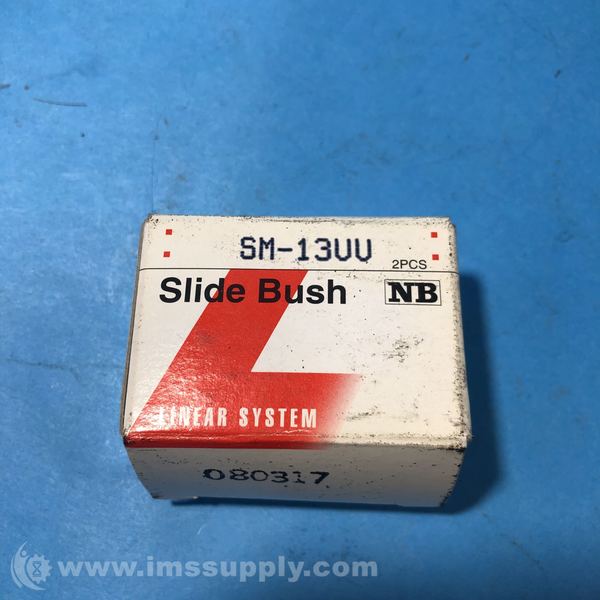 SM-13UU
2PCS
Slide Bush NB
LINEAR SYSTEM
080317
www.imssupply.com